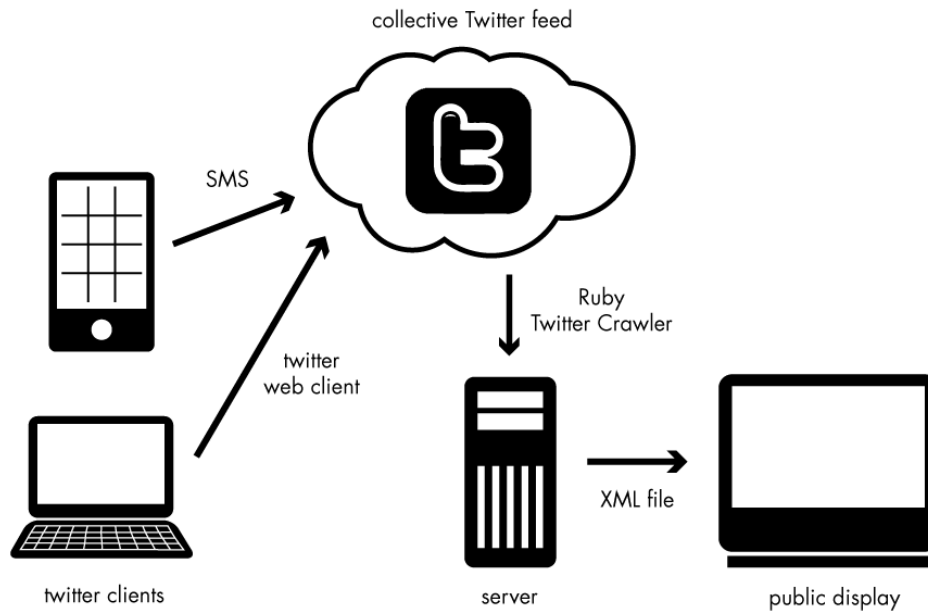 collective Twitter feed
SMS
Ruby
Twitter Crawler
twitter
web client
XML file
twitter clients
server
public display